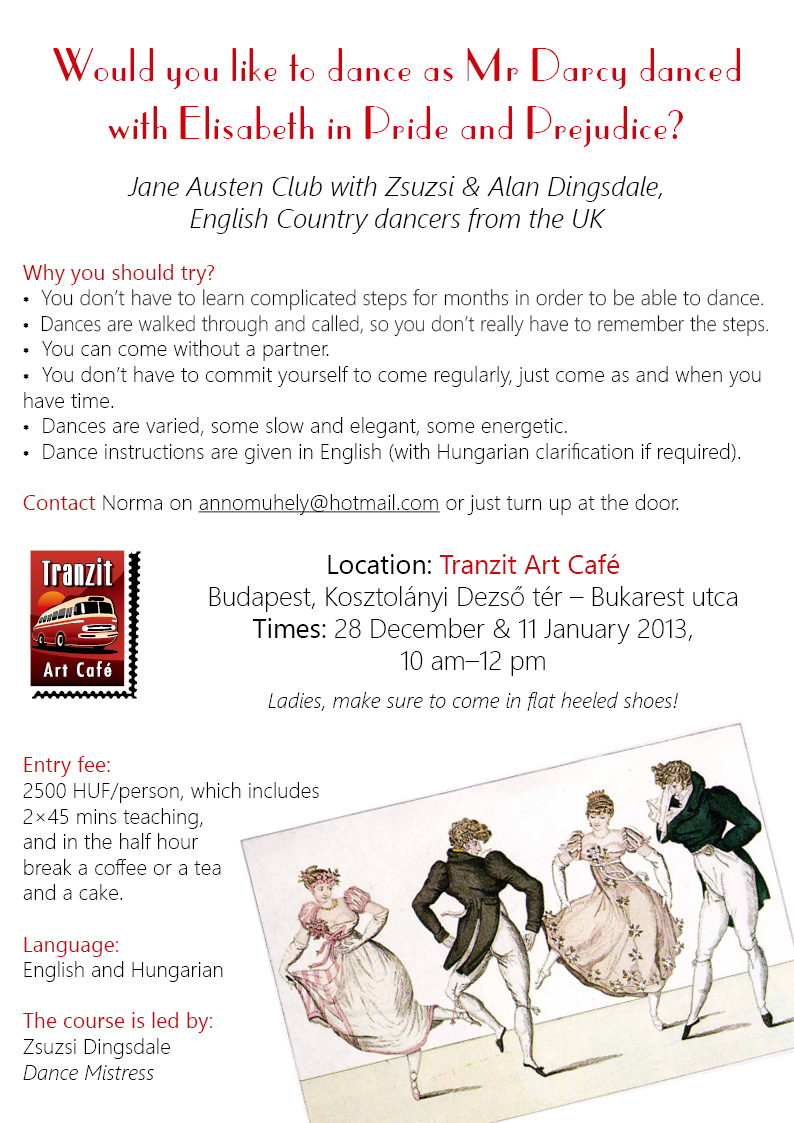 Would you like to dance as Mr Darcy danced
with Elisabeth in Pride and Prejudice?
Jane Austen Club with Zsuzsi & Alan Dingsdale,
English Country dancers from the UK
Why you should try?
• You don't have to learn complicated steps for months in order to be able to dance.
• Dances are walked through and called, so you don't really have to remember the steps.
• You can come without a partner.
• You don't have to commit yourself to come regularly, just come as and when you
have time.
• Dances are varied, some slow and elegant, some energetic.
• Dance instructions are given in English (with Hungarian clarification if required).
Contact Norma on annomuhely@hotmail.com or just turn up at the door.
Tranzit
Art Café
Location: Tranzit Art Café
Budapest, Kosztolányi Dezső tér – Bukarest utca
Times: 28 December & 11 January 2013,
10 am–12 pm
Ladies, make sure to come in flat heeled shoes!
Entry fee:
2500 HUF/person, which includes
2×45 mins teaching,
and in the half hour
break a coffee or a tea
and a cake.
Language:
English and Hungarian
The course is led by:
Zsuzsi Dingsdale
Dance Mistress